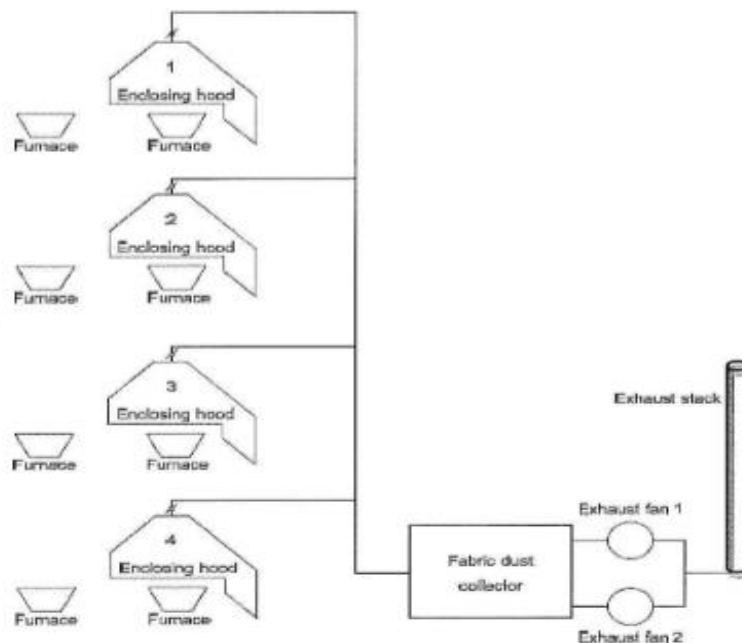 1
Enclosing hood
Furnace Furnace
2
Enclosing hood
Furnace Furnace
3
Enclosing hood
Furnace Furnace
Exhaust stack
4
Enclosing hood
Furnace Furnace
Exhaust fan 1
Fabric dust
collector
Exhaust fan 2